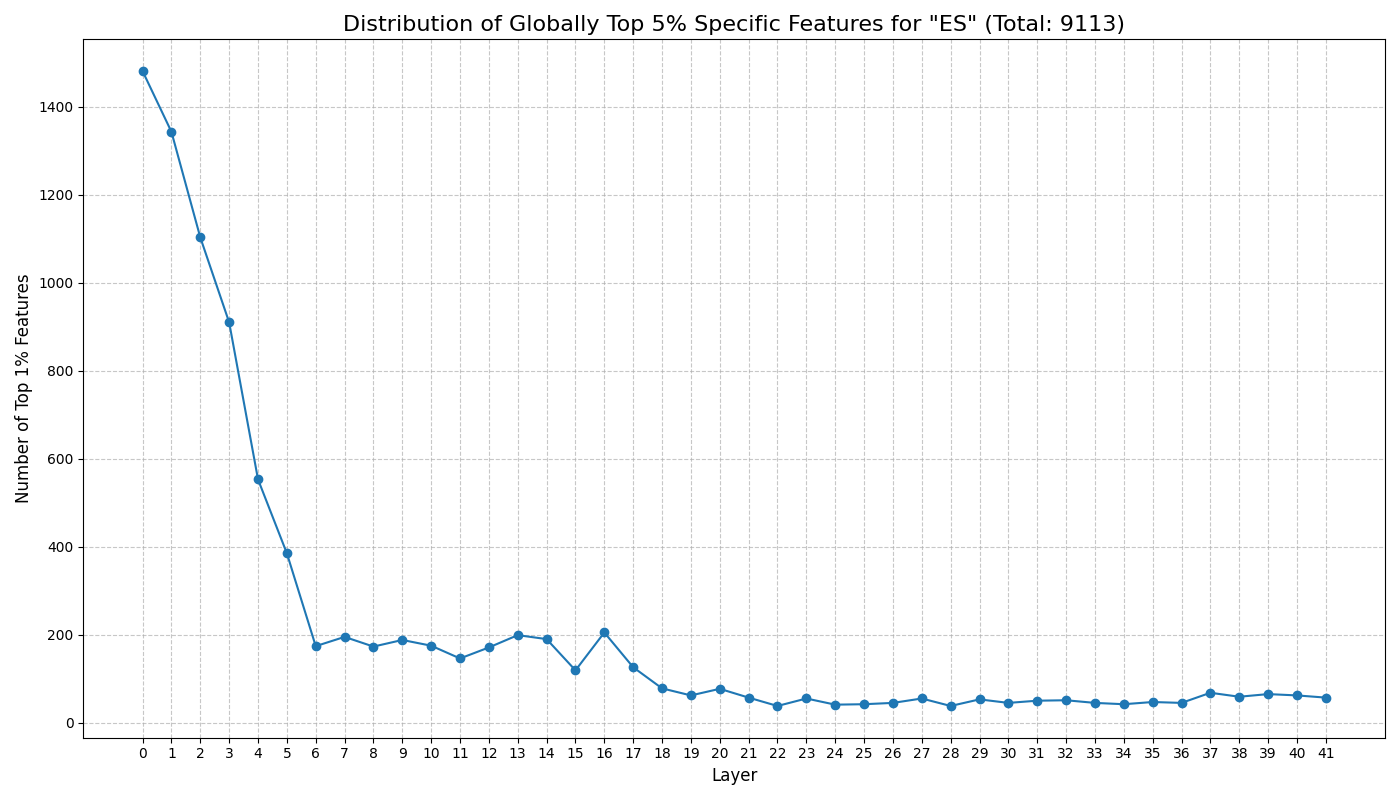 Distribution of Globally Top 5% Specific Features for "ES" (Total: 9113)
Number of Top 1% Features
1400
1200
1000
800
600
400
200
0
0 1 2 3 4 5 6 7 8 9 10 11 12 13 14 15 16 17 18 19 20 21 22 23 24 25 26 27 28 29 30 31 32 33 34 35 36 37 38 39 40 41
Layer